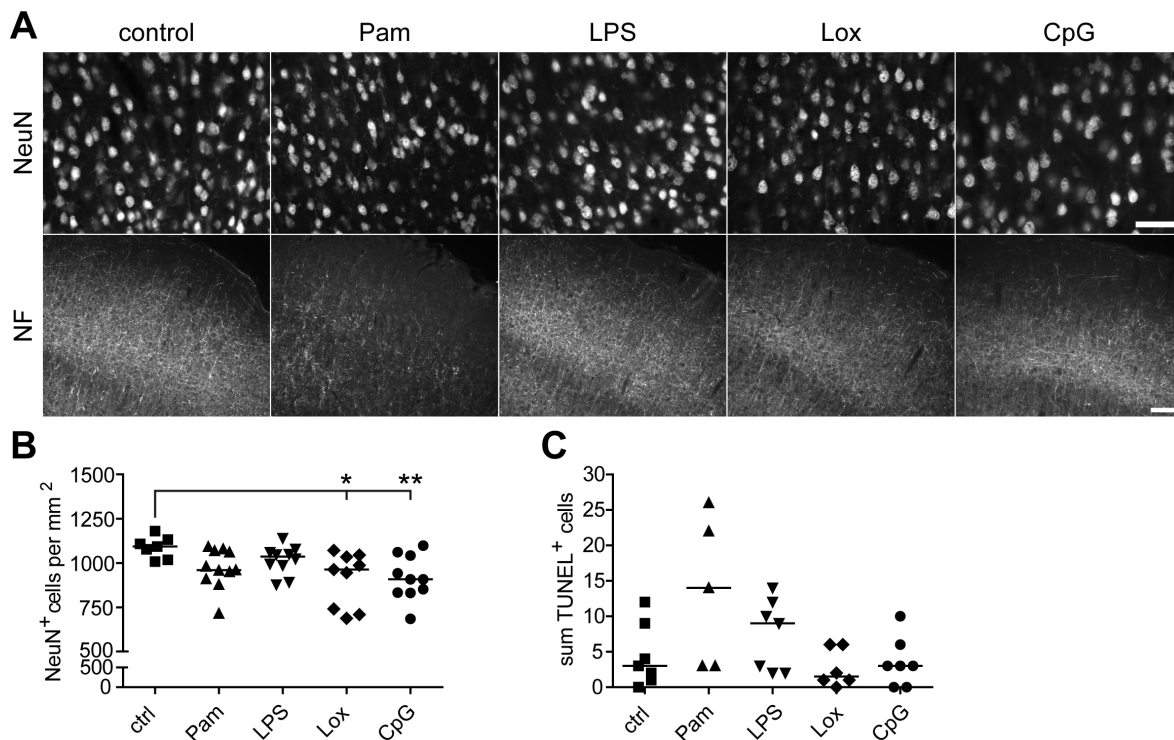 A
control Pam LPS Lox CpG
NeuN
NF
B
NeuN+ cells per mm 2
1500
1250
1000
750
500
500
0
* **
ctrl Pam LPS Lox CpG
C
sum TUNEL+ cells
30
25
20
15
10
5
0
ctrl Pam LPS Lox CpG